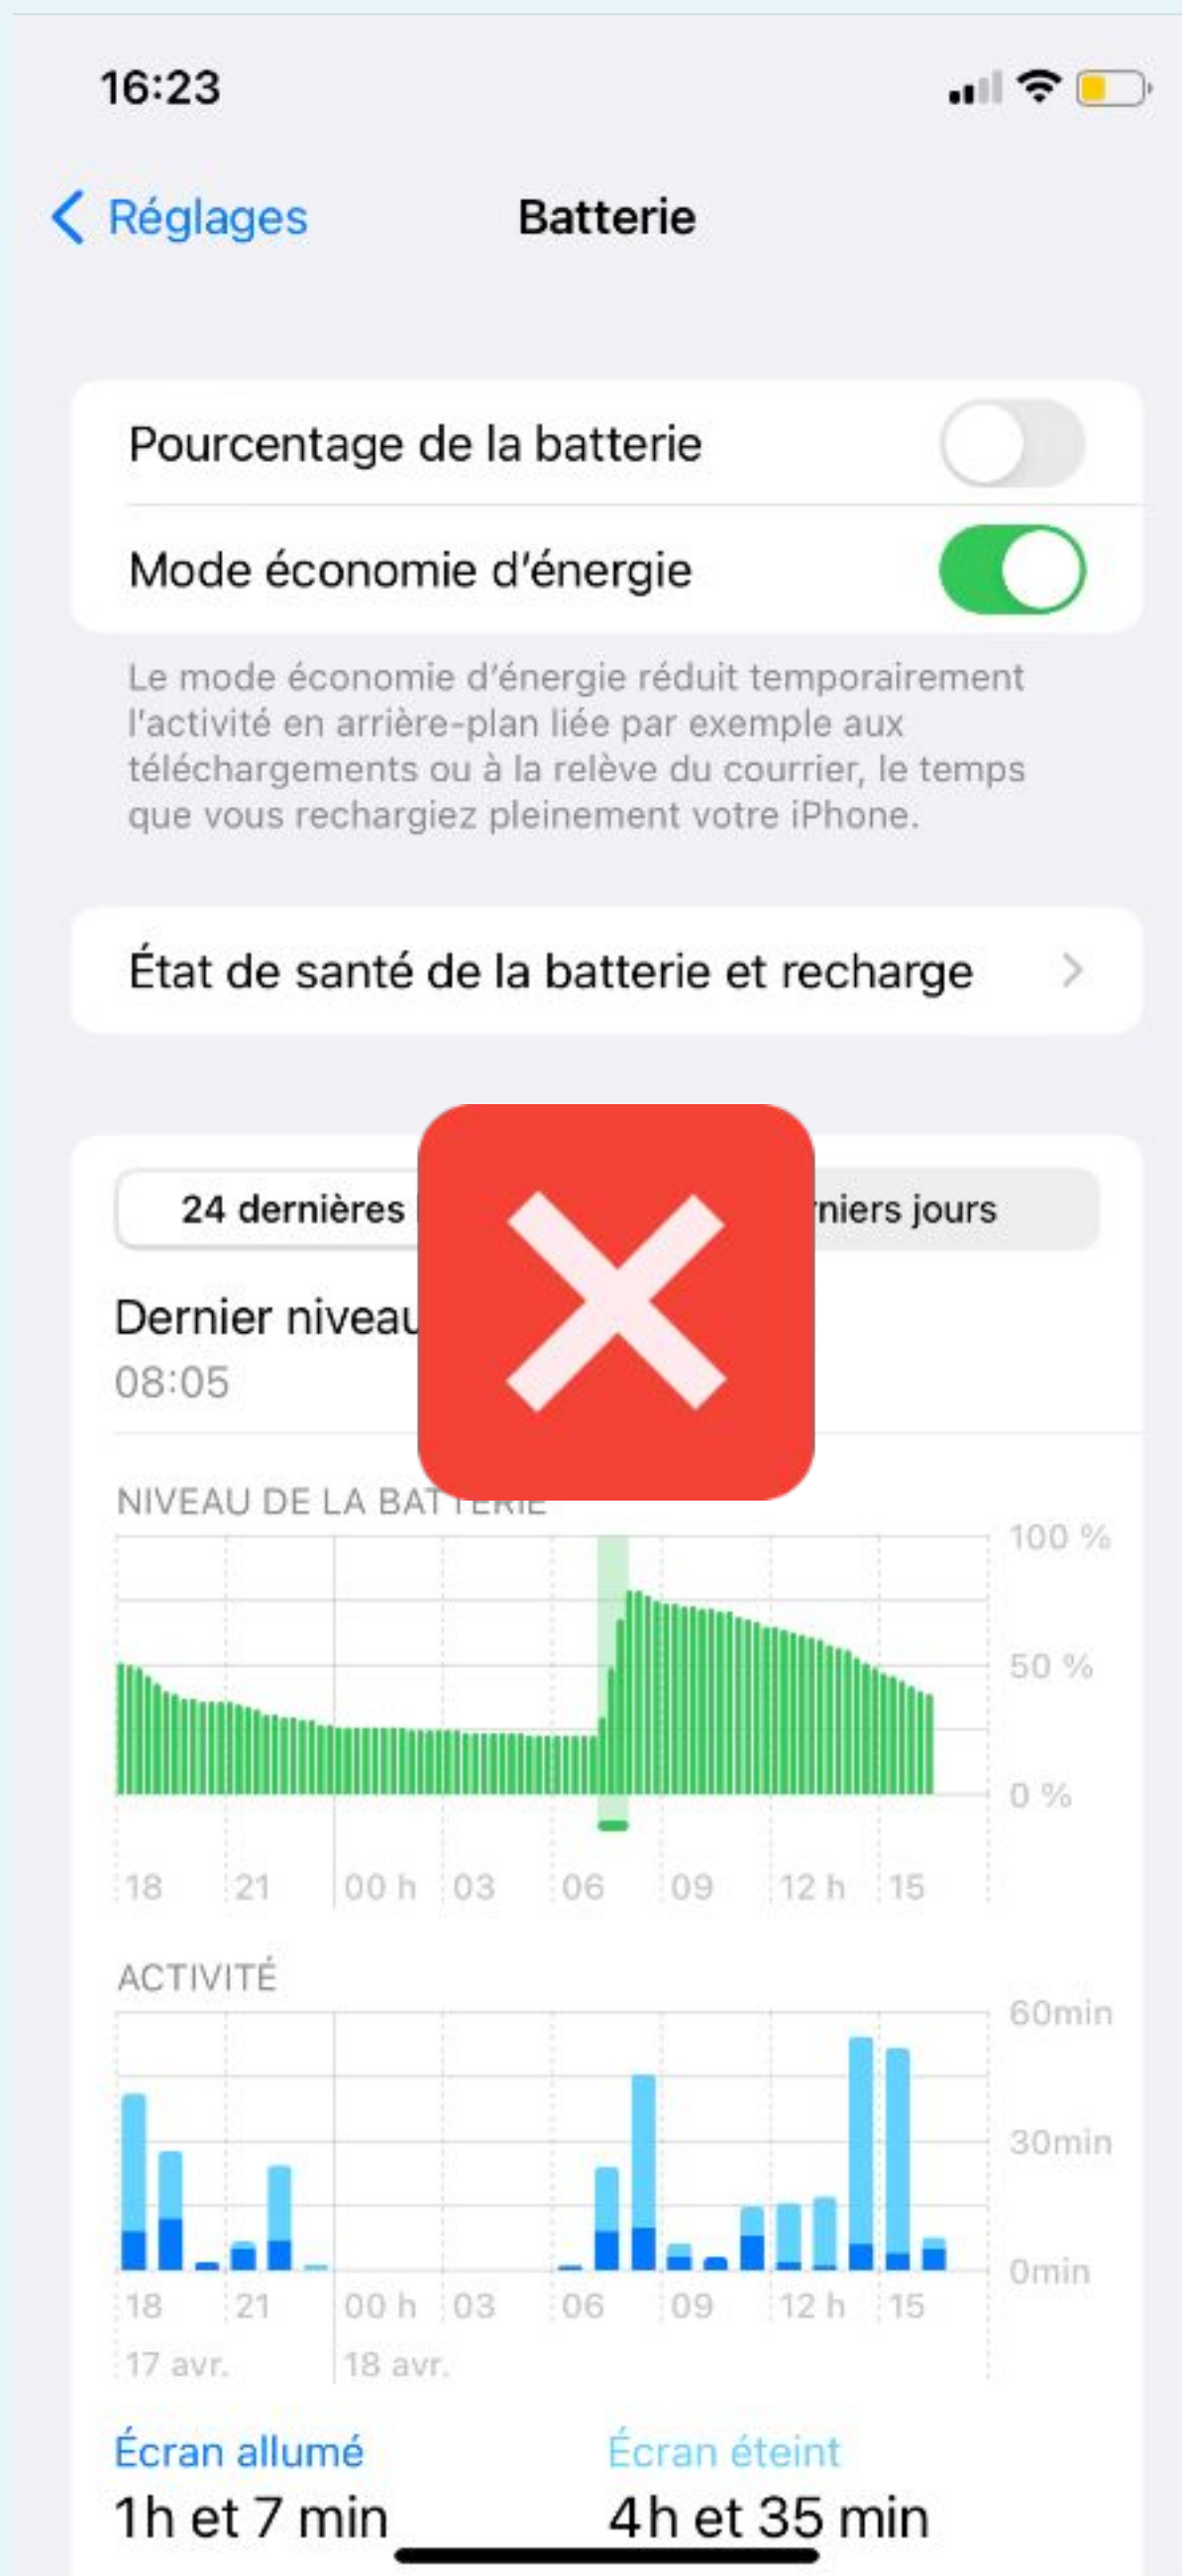 16:23
Réglages
Batterie
Pourcentage de la batterie
Mode économie d'énergie
Le mode économie d'énergie réduit temporairement
l'activité en arrière-plan liée par exemple aux
téléchargements ou à la relève du courrier, le temps
que vous rechargiez pleinement votre iPhone.
État de santé de la batterie et recharge
24 dernières
jours
Dernier niveau
08:05
NIVEAU DE LA BATTERIE
100 %
50 %
0 %
18 21 00 h 03 06 09 12 h 15
ACTIVITÉ
60min
30min
0min
18 21 00 h 03 06 09 12 h 15
17 avr. 18 avr.
Écran allumé Écran éteint
1 h et 7 min 4 h et 35 min